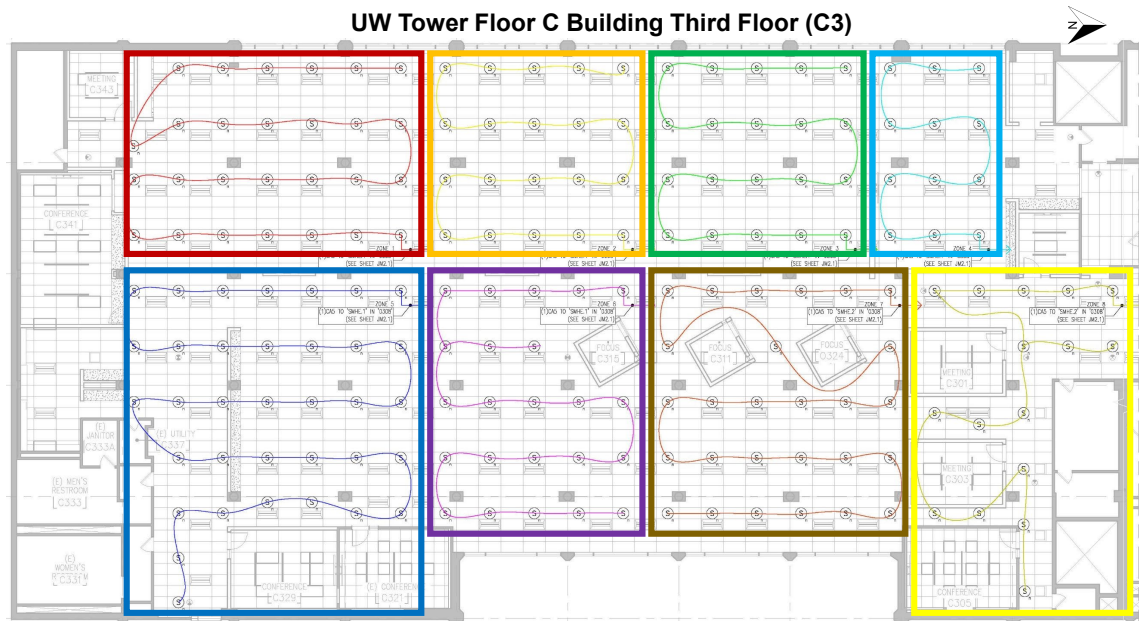 UW Tower Floor C Building Third Floor (C3)
N
MEETING
[C343]
CONFERENCE
[C341]
ZONE 1
(SEE SHEET JM2.1)
ZONE 2
(SEE SHEET JM2.1)
ZONE 3
(SEE SHEET JM2.1)
ZONE 4
(SEE SHEET JM2.1)
ZONE 5
(1)CA5 TO "SMHE.1" IN "C308"
(SEE SHEET JM2.1)
ZONE 6
(1)CA5 TO "SMHE.1" IN "C308"
(SEE SHEET JM2.1)
ZONE 7
(1)CA5 TO "SMHE.2" IN "C308"
(SEE SHEET JM2.1)
ZONE 8
(1)CA5 TO "SMHE.2" IN "C308"
(SEE SHEET JM2.1)
FOCUS
C315
FOCUS
[C311]
FOCUS
C324
MEETING
[C301]
(E)
JANITOR
[C333A]
(E) UTILITY
[C337]
(E) MEN'S
RESTROOM
[C333]
MEETING
[C303]
(E)
WOMEN'S
[C331]
CONFERENCE
[C329]
(E) CONFERENCE
[C321]
CONFERENCE
[C305]